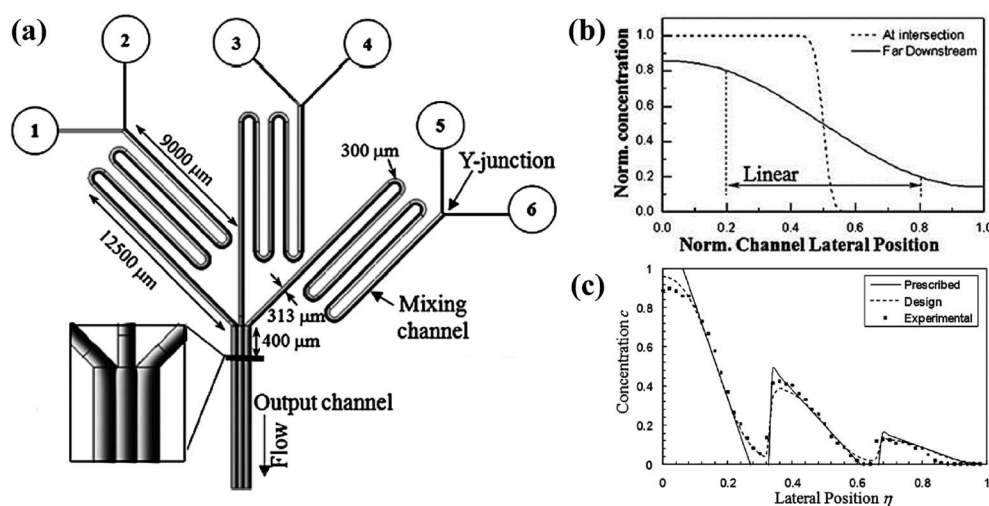 (a)
1
2
3
4
5
6
9000 μm
12500 μm
300 μm
Y-junction
313 μm
400 μm
Mixing
channel
Output channel
Flow
(b)
Norm. concentration
1.0
0.8
0.6
0.4
0.2
0.0
At intersection
Far Downstream
Linear
0.0 0.2 0.4 0.6 0.8 1.0
Norm. Channel Lateral Position
(c)
Concentration c
1
0.8
0.6
0.4
0.2
0
Prescribed
Design
Experimental
0 0.2 0.4 0.6 0.8 1
Lateral Position η